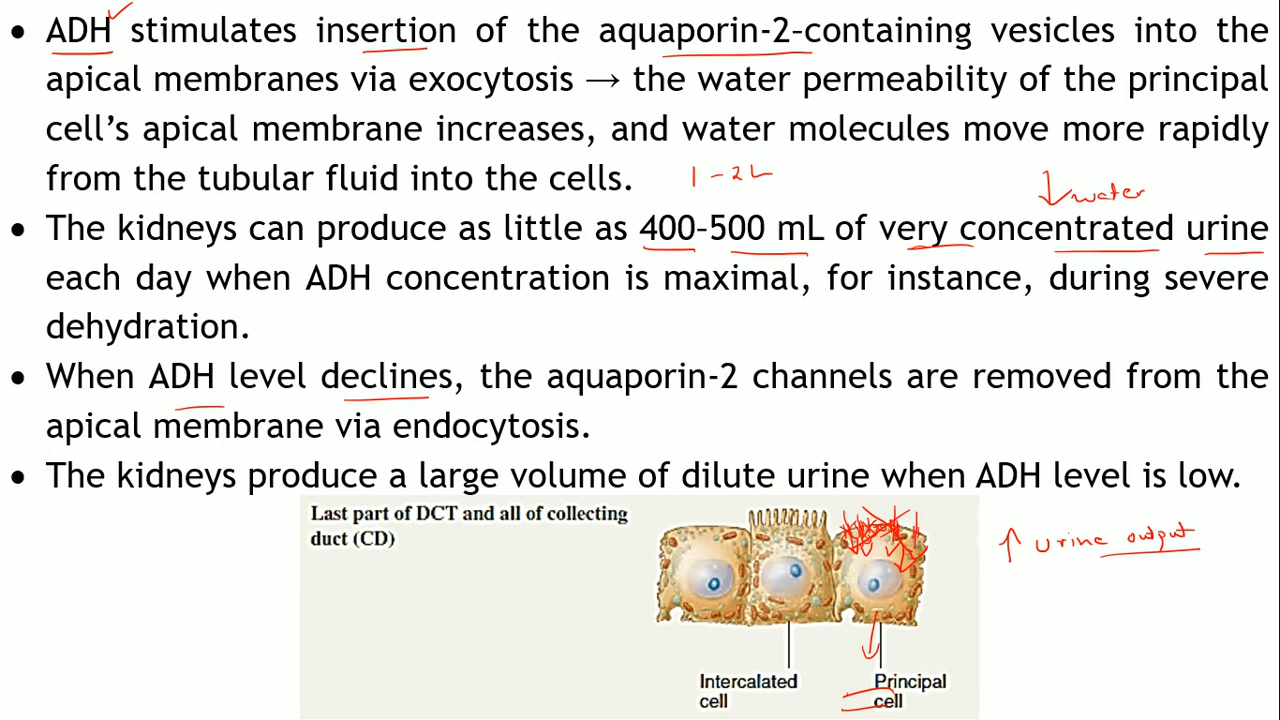 • ADH stimulates insertion of the aquaporin-2-containing vesicles into the
apical membranes via exocytosis → the water permeability of the principal
cell’s apical membrane increases, and water molecules move more rapidly
from the tubular fluid into the cells.
1 - 2 L
↓ water
• The kidneys can produce as little as 400–500 mL of very concentrated urine
each day when ADH concentration is maximal, for instance, during severe
dehydration.
• When ADH level declines, the aquaporin-2 channels are removed from the
apical membrane via endocytosis.
• The kidneys produce a large volume of dilute urine when ADH level is low.
Last part of DCT and all of collecting
duct (CD)
↑ urine output
Intercalated
cell
Principal
cell